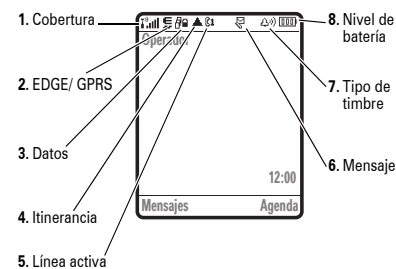 1. Cobertura
8. Nivel de
batería
Operador
2. EDGE/ GPRS
7. Tipo de
timbre
3. Datos
6. Mensaje
12:00
4. Itinerancia
Mensajes
Agenda
5. Línea activa